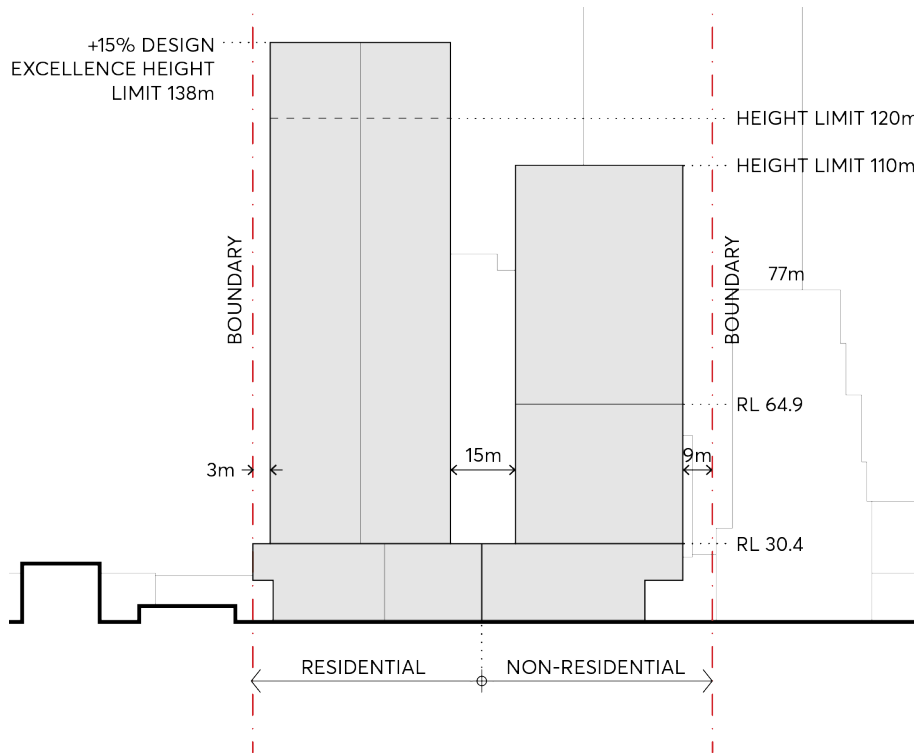 +15% DESIGN
EXCELLENCE HEIGHT
LIMIT 138m
HEIGHT LIMIT 120m
HEIGHT LIMIT 110m
BOUNDARY
BOUNDARY
77m
RL 64.9
3m
15m
9m
RL 30.4
RESIDENTIAL
NON-RESIDENTIAL